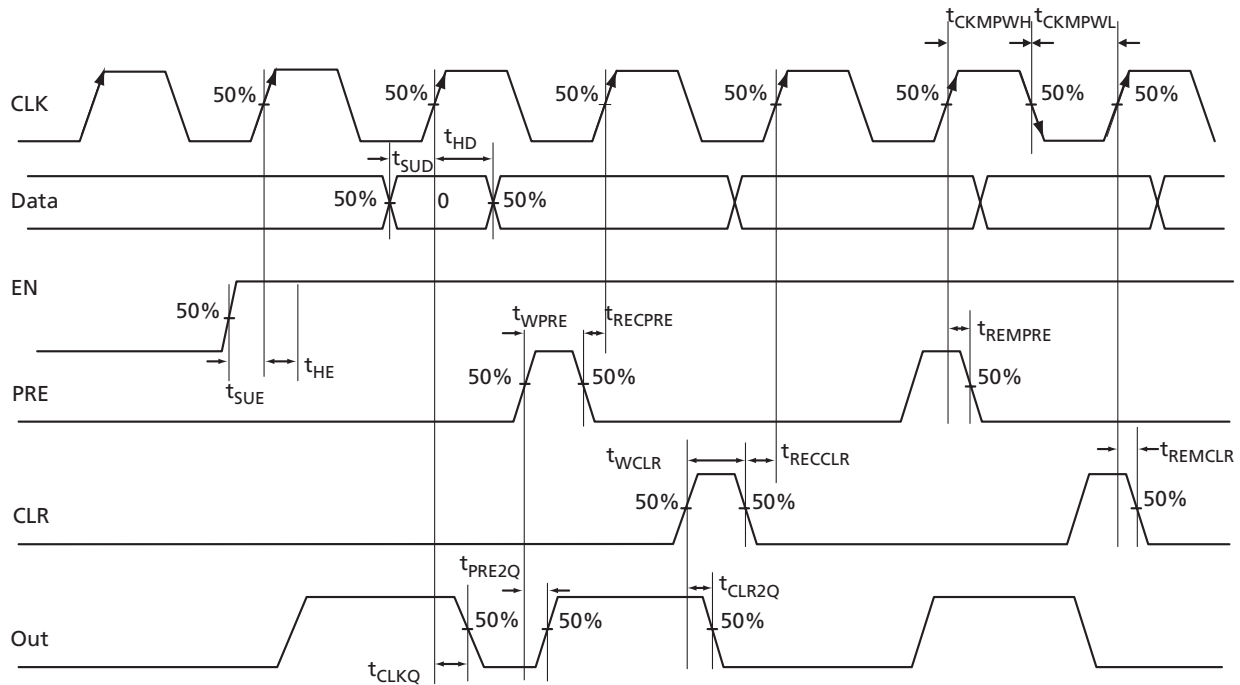 tCKMPWH tCKMPWL
CLK 50% 50% 50% 50% 50% 50% 50%
tSUD tHD
Data 50% 0 50%
EN 50%
tSUE tHE
tWPRE tRECPRE tREMPRE
PRE 50% 50% 50%
tWCLR tRECCLR tREMCLR
CLR 50% 50% 50%
tPRE2Q tCLR2Q
Out 50% 50% 50%
tCLKQ